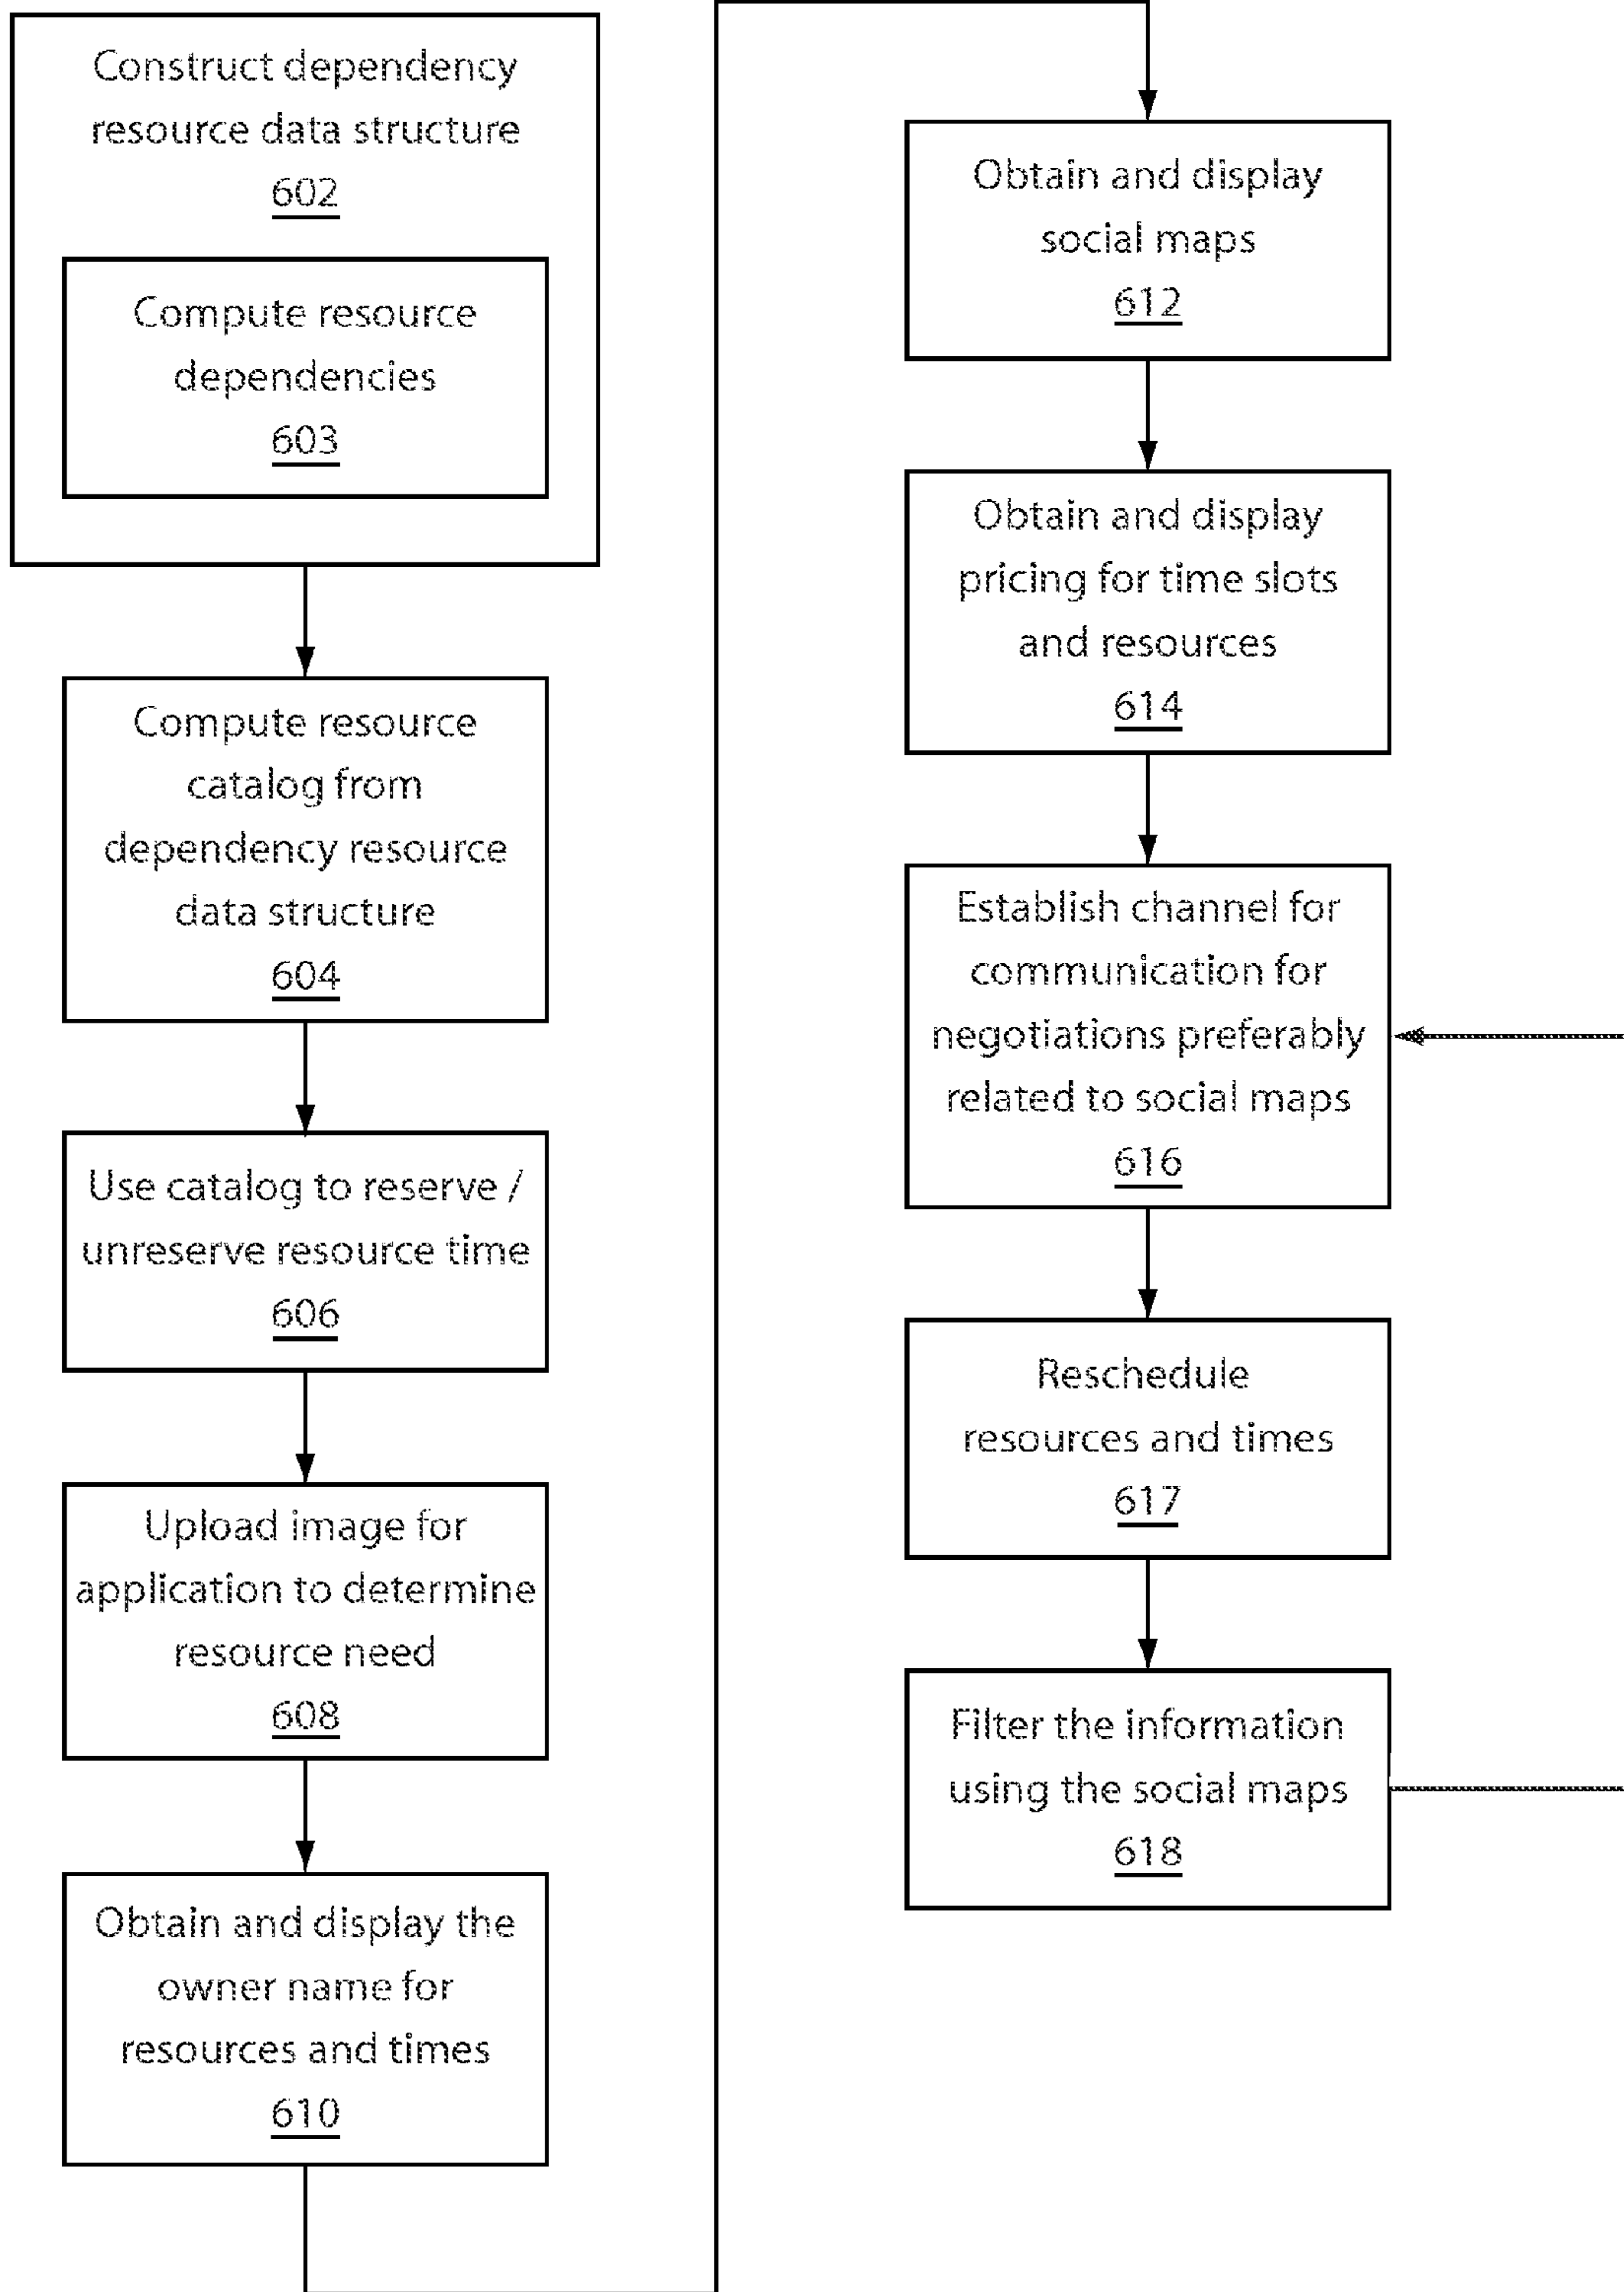 Construct dependency
resource data structure
602
Compute resource
dependencies
603
Compute resource
catalog from
dependency resource
data structure
604
Use catalog to reserve /
unreserve resource time
606
Upload image for
application to determine
resource need
608
Obtain and display the
owner name for
resources and times
610
Obtain and display
social maps
612
Obtain and display
pricing for time slots
and resources
614
Establish channel for
communication for
negotiations preferably
related to social maps
616
Reschedule
resources and times
617
Filter the information
using the social maps
618